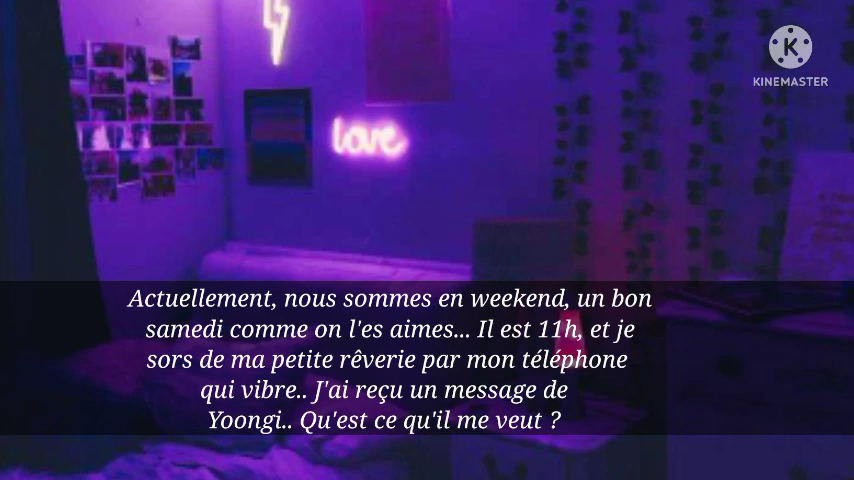 love
K
KINEMASTER
Actuellement, nous sommes en weekend, un bon
samedi comme on l'es aimes... Il est 11h, et je
sors de ma petite rêverie par mon téléphone
qui vibre.. J'ai reçu un message de
Yoongi.. Qu'est ce qu'il me veut ?